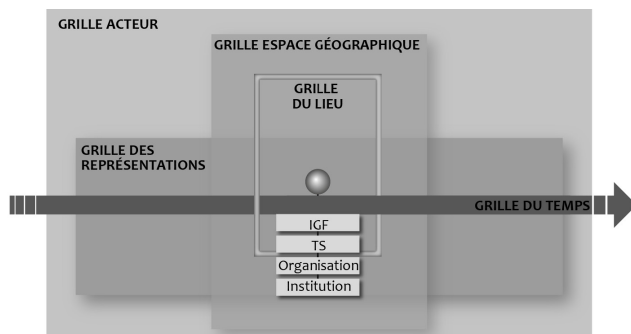 GRILLE ACTEUR
GRILLE ESPACE GÉOGRAPHIQUE
GRILLE
DU LIEU
GRILLE DES
REPRÉSENTATIONS
GRILLE DU TEMPS
IGF
TS
Organisation
Institution